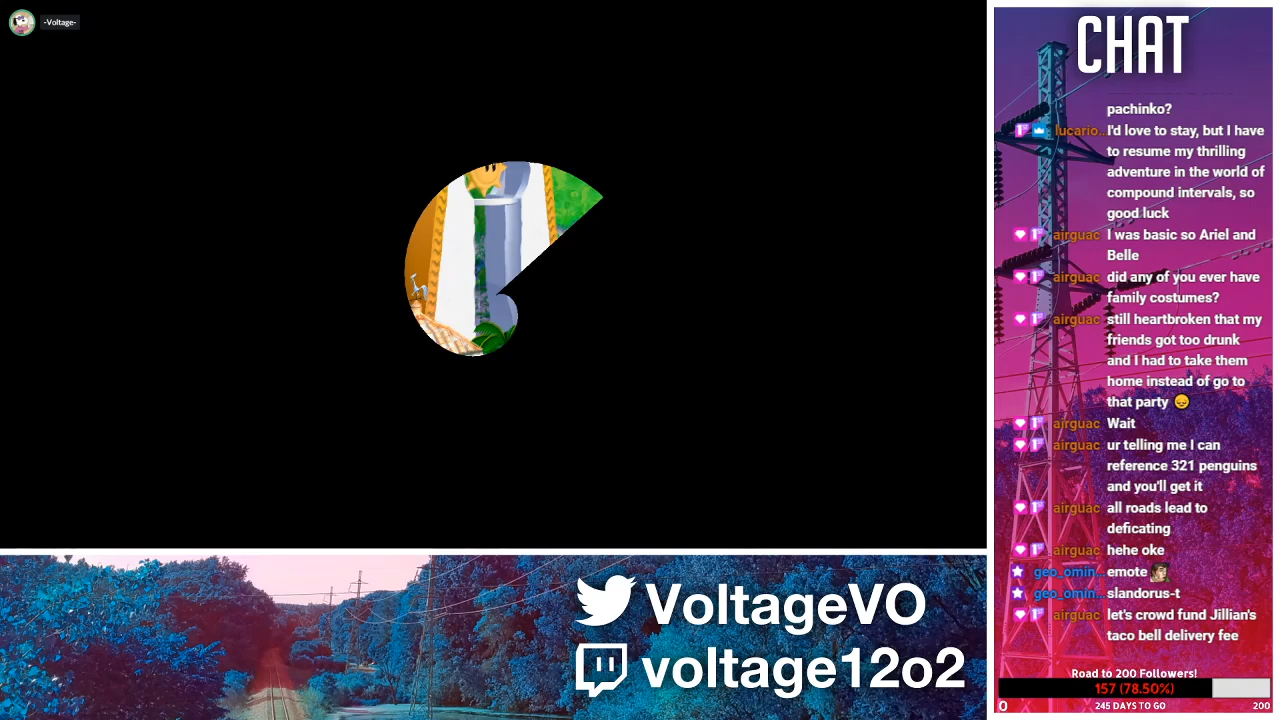 -Voltage-
CHAT
pachinko?
lucario... I'd love to stay, but I have
to resume my thrilling
adventure in the world of
compound intervals, so
good luck
airguac I was basic so Ariel and
Belle
airguac did any of you ever have
family costumes?
airguac still heartbroken that my
friends got too drunk
and I had to take them
home instead of go to
that party 😞
airguac Wait
airguac ur telling me I can
reference 321 penguins
and you'll get it
airguac all roads lead to
deficating
airguac hehe oke
geo_omin... emote
geo_omin... slandorus-t
airguac let's crowd fund Jillian's
taco bell delivery fee
Road to 200 Followers!
157 (78.50%)
0 245 DAYS TO GO 200
VoltageVO
voltage12o2